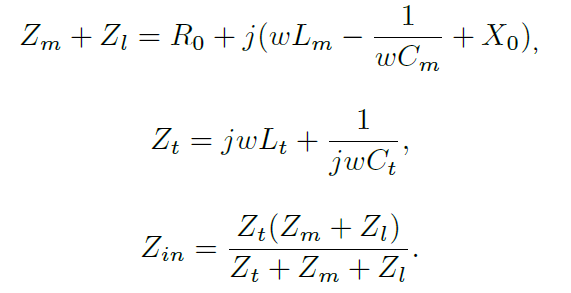 Z_m + Z_l = R_0 + j(wL_m − \frac{1}{wC_m} + X_0),
Z_t = jwL_t + \frac{1}{jwC_t},
Z_{in} = \frac{Z_t(Z_m + Z_l)}{Z_t + Z_m + Z_l}.